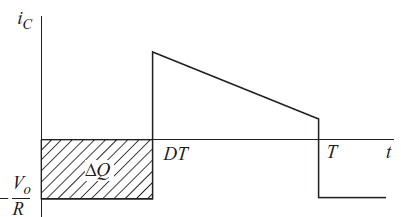 i_C
DT
T
t
ΔQ
− V_o / R